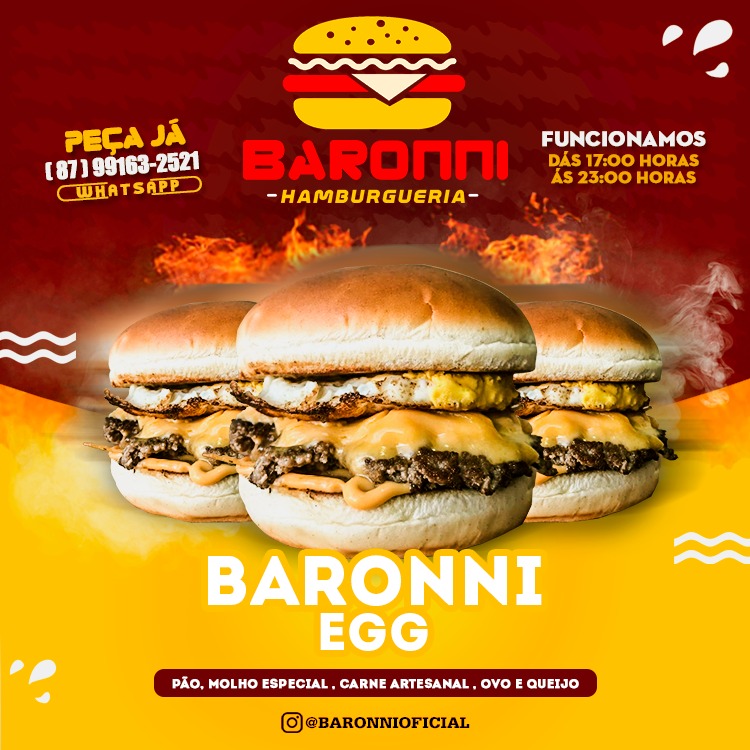 PEÇA JÁ
( 87 ) 99163-2521
WHATSAPP
BARONNI
-HAMBURGUERIA-
FUNCIONAMOS
DÁS 17:00 HORAS
ÁS 23:00 HORAS
BARONNI
EGG
PÃO, MOLHO ESPECIAL , CARNE ARTESANAL , OVO E QUEIJO
@BARONNIOFICIAL